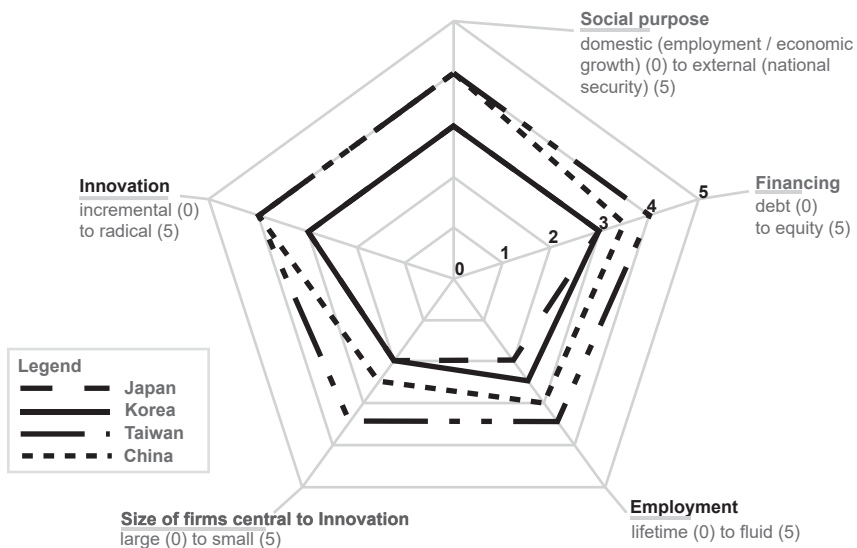 Social purpose
domestic (employment / economic
growth) (0) to external (national
security) (5)
Innovation
incremental (0)
to radical (5)
Financing
debt (0)
to equity (5)
5
4
3
2
1
0
Legend
Japan
Korea
Taiwan
China
Size of firms central to Innovation
large (0) to small (5)
Employment
lifetime (0) to fluid (5)